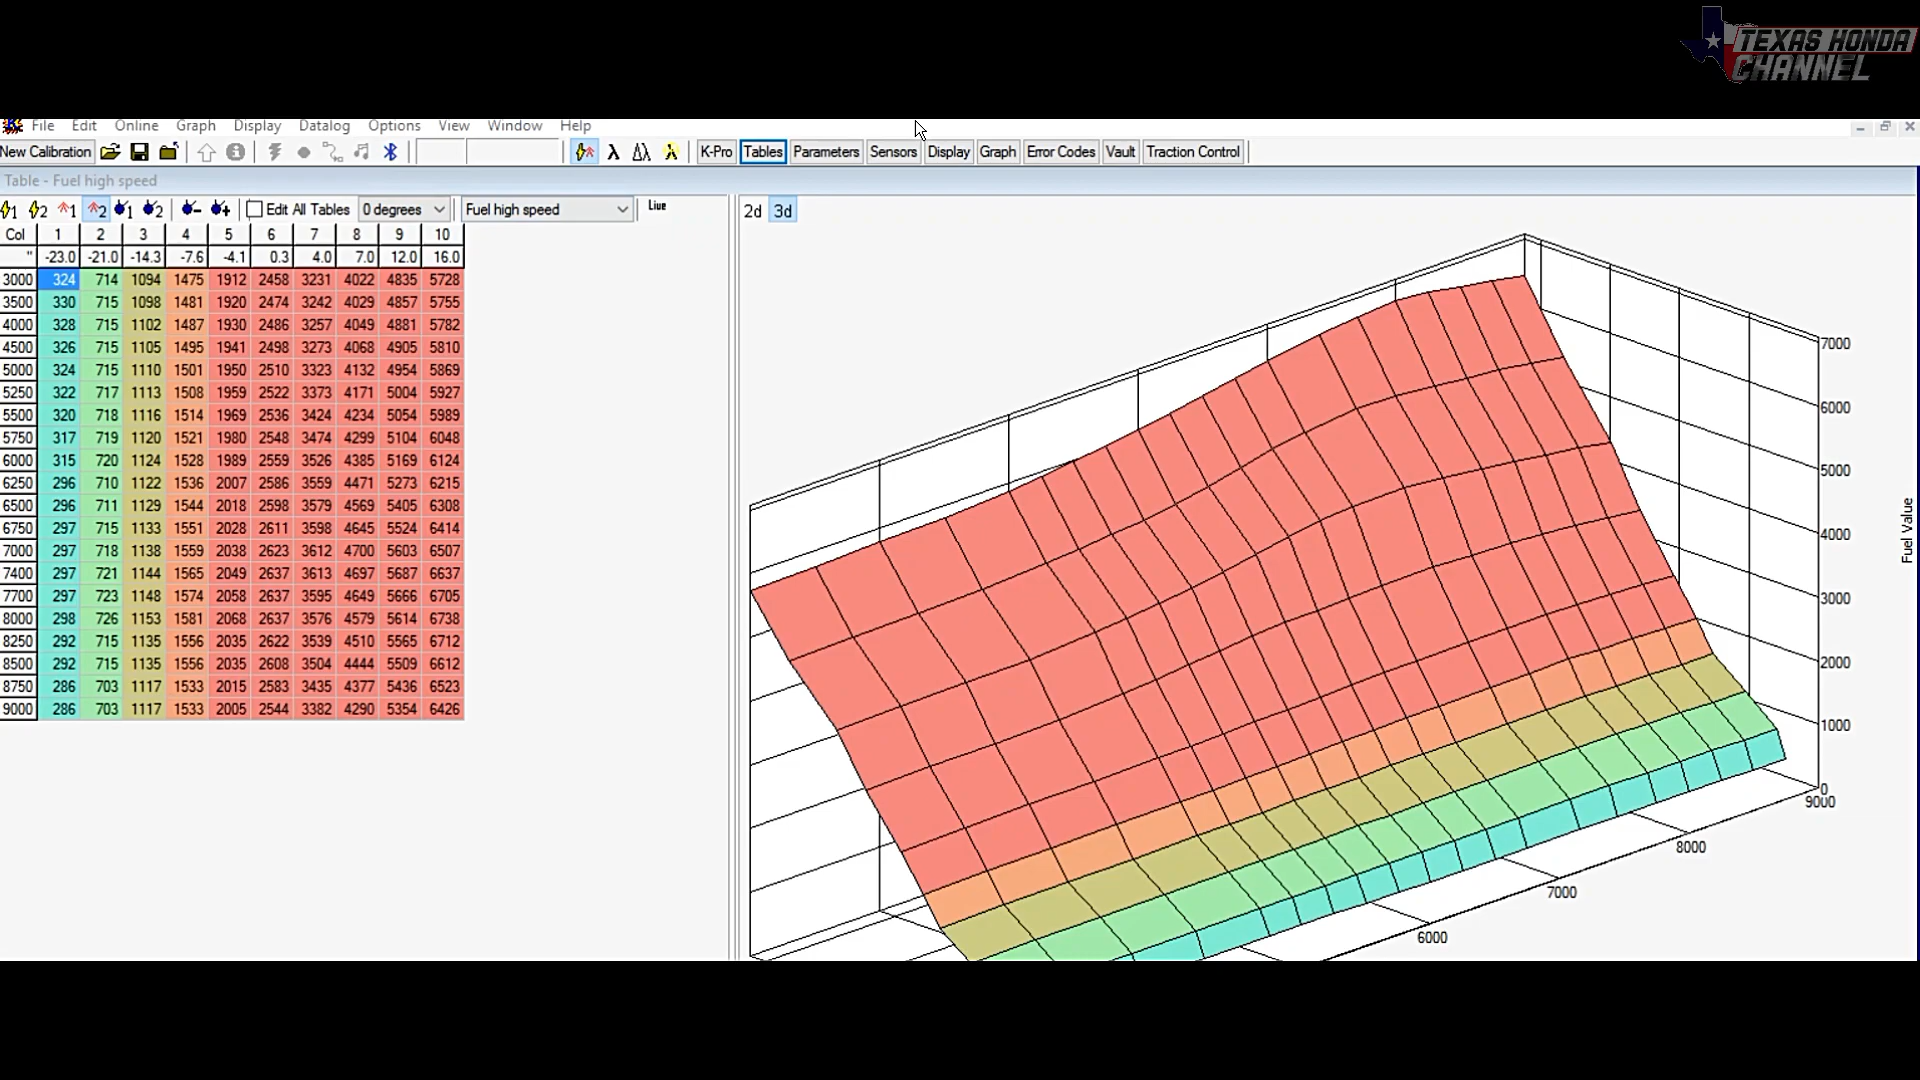 TEXAS HONDA
CHANNEL
File Edit Online Graph Display Datalog Options View Window Help
New Calibration K-Pro Tables Parameters Sensors Display Graph Error Codes Vault Traction Control
Table - Fuel high speed
1 2 1 2 1 2 Edit All Tables 0 degrees Fuel high speed Live 2d 3d
Col 1 2 3 4 5 6 7 8 9 10
" -23.0 -21.0 -14.3 -7.6 -4.1 0.3 4.0 7.0 12.0 16.0
3000 324 714 1094 1475 1912 2458 3231 4022 4835 5728
3500 330 715 1098 1481 1920 2474 3242 4029 4857 5755
4000 328 715 1102 1487 1930 2486 3257 4049 4881 5782
4500 326 715 1105 1495 1941 2498 3273 4068 4905 5810
5000 324 715 1110 1501 1950 2510 3323 4132 4954 5869
5250 322 717 1113 1508 1959 2522 3373 4171 5004 5927
5500 320 718 1116 1514 1969 2536 3424 4234 5054 5989
5750 317 719 1120 1521 1980 2548 3474 4299 5104 6048
6000 315 720 1124 1528 1989 2559 3526 4385 5169 6124
6250 296 710 1122 1536 2007 2586 3559 4471 5273 6215
6500 296 711 1129 1544 2018 2598 3579 4569 5405 6308
6750 297 715 1133 1551 2028 2611 3598 4645 5524 6414
7000 297 718 1138 1559 2038 2623 3612 4700 5603 6507
7400 297 721 1144 1565 2049 2637 3613 4697 5687 6637
7700 297 723 1148 1574 2058 2637 3595 4649 5666 6705
8000 298 726 1153 1581 2068 2637 3576 4579 5614 6738
8250 292 715 1135 1556 2035 2622 3539 4510 5565 6712
8500 292 715 1135 1556 2035 2608 3504 4444 5509 6612
8750 286 703 1117 1533 2015 2583 3435 4377 5436 6523
9000 286 703 1117 1533 2005 2544 3382 4290 5354 6426
7000
6000
5000
4000
3000
2000
1000
0
Fuel Value
9000
8000
7000
6000